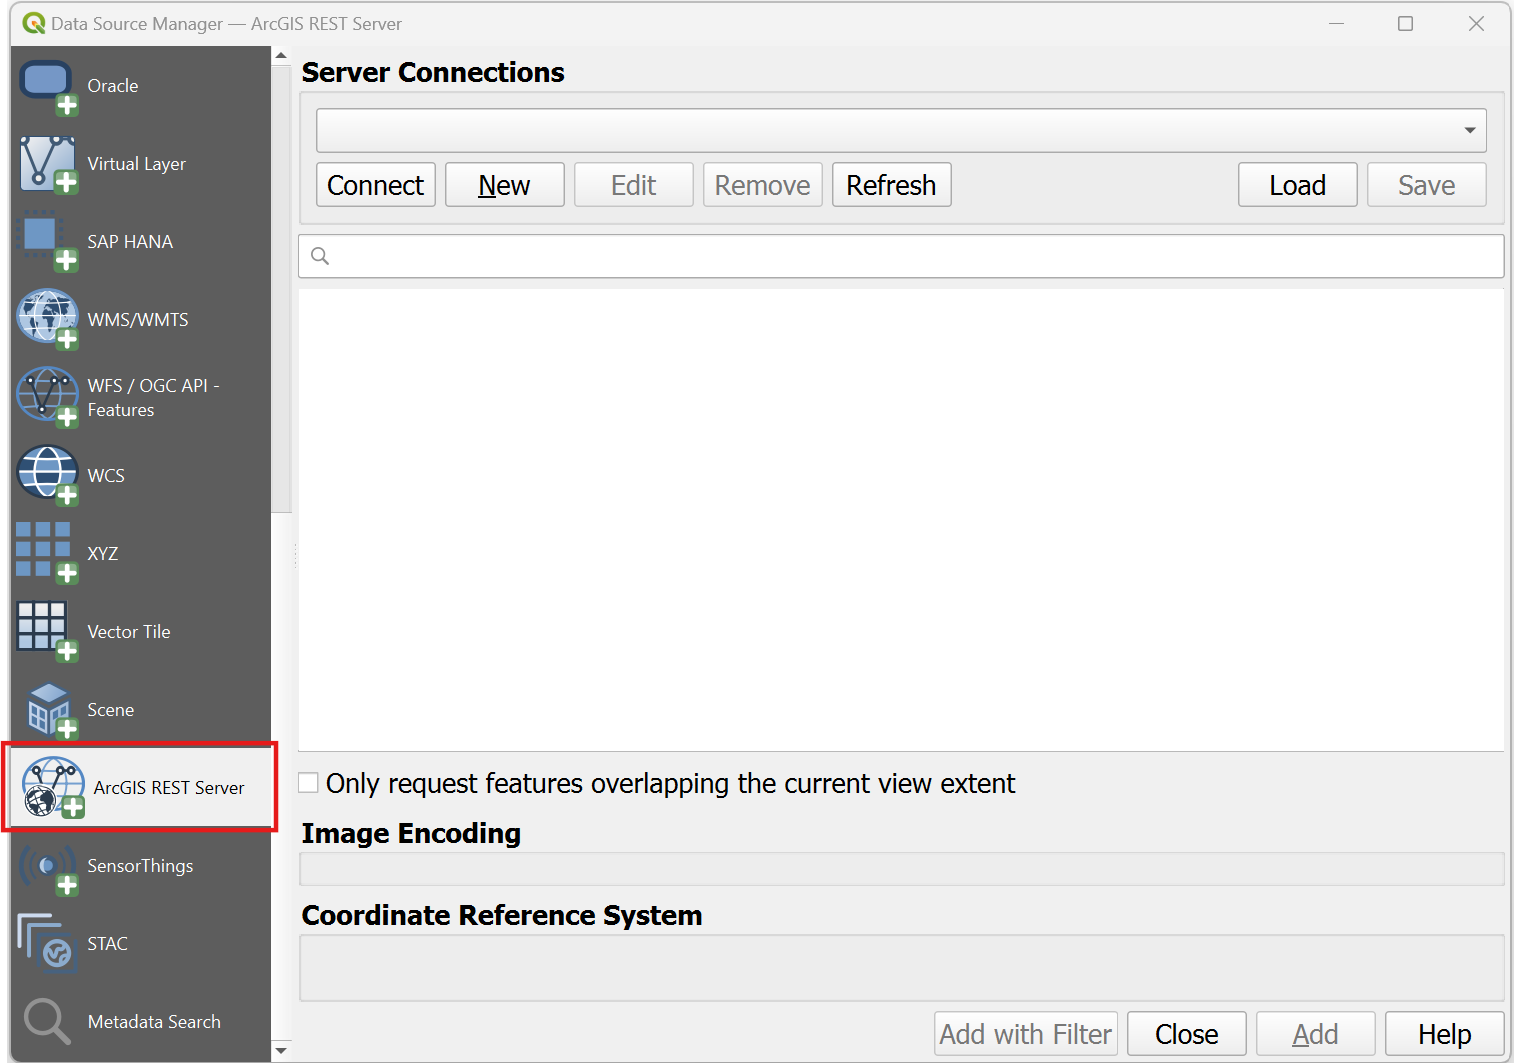 Data Source Manager — ArcGIS REST Server
Oracle
Virtual Layer
SAP HANA
WMS/WMTS
WFS / OGC API -
Features
WCS
XYZ
Vector Tile
Scene
ArcGIS REST Server
SensorThings
STAC
Metadata Search
Server Connections
Connect New Edit Remove Refresh Load Save
Only request features overlapping the current view extent
Image Encoding
Coordinate Reference System
Add with Filter Close Add Help